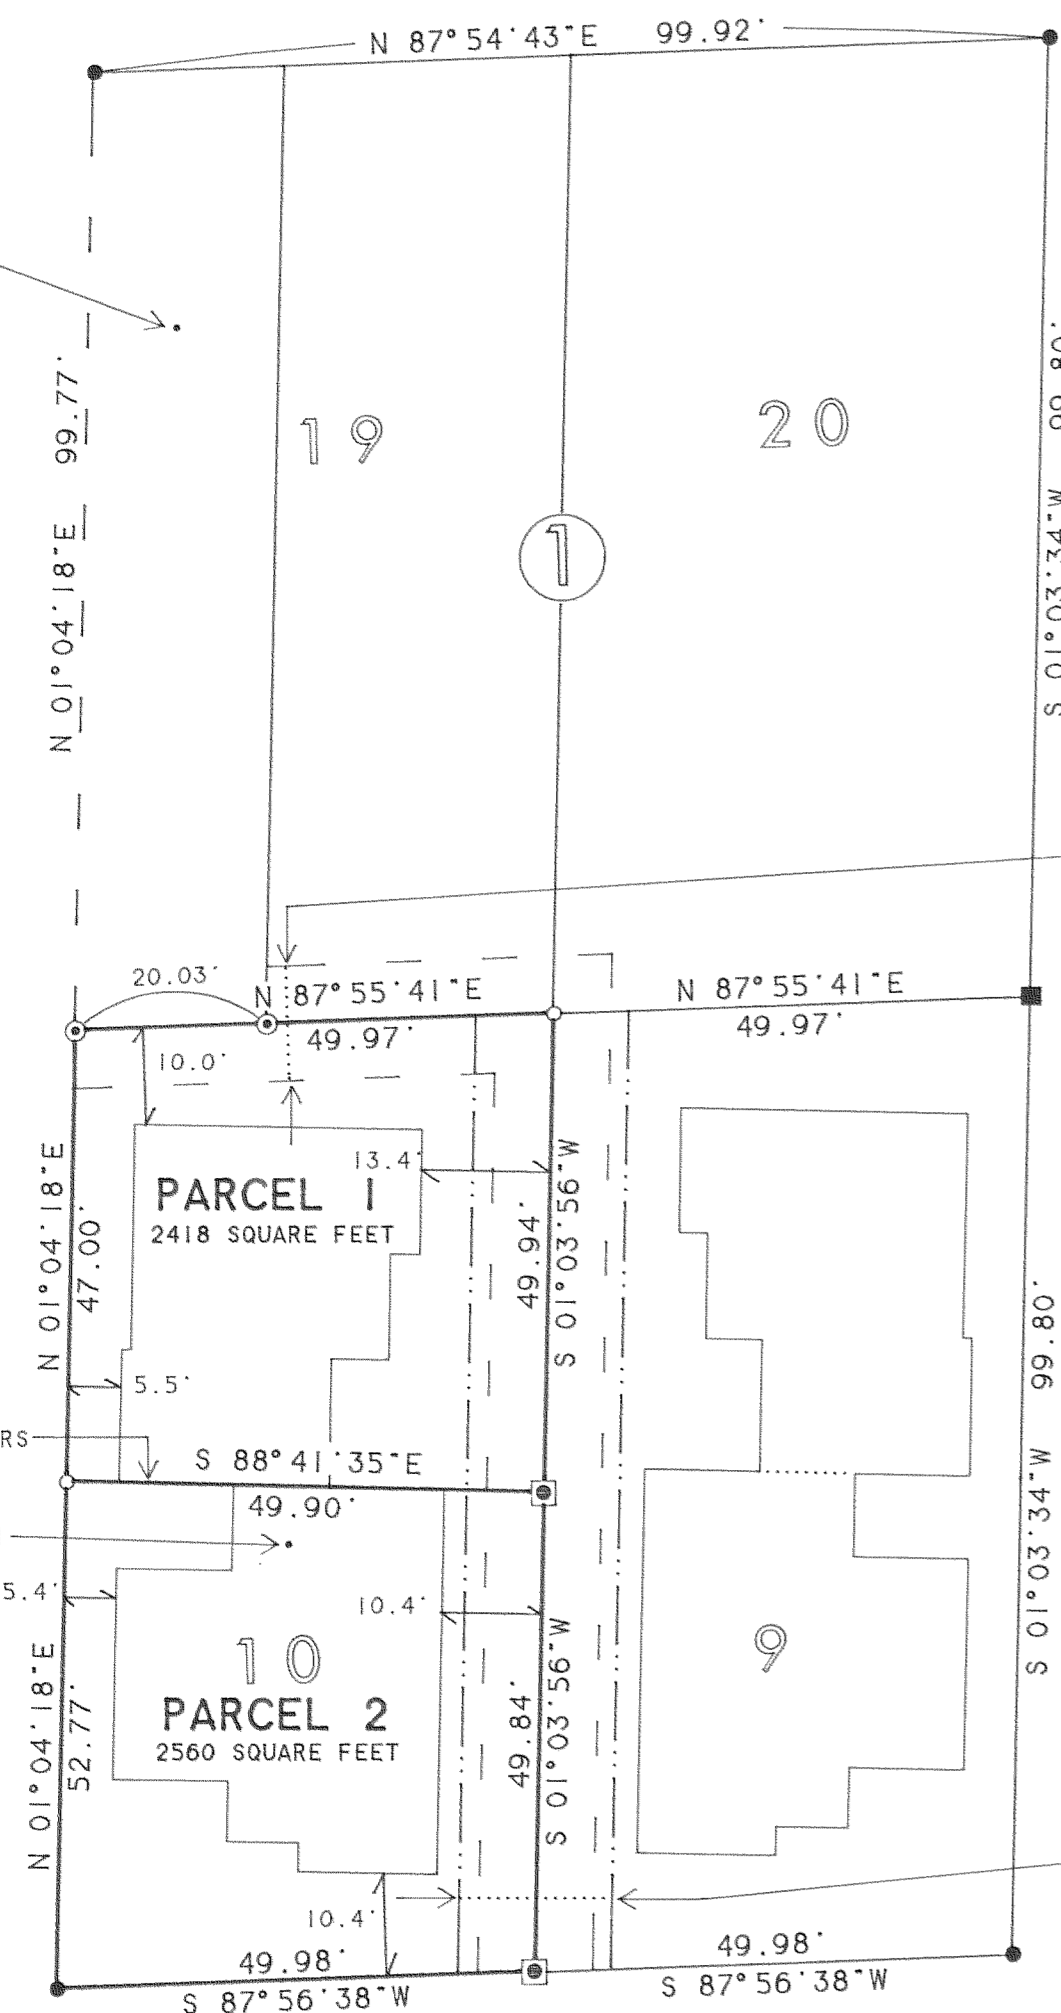 N 87°54'43"E 99.92'
N 01°04'18"E 99.77'
19
20
1
S 01°03'34"W 99.80'
20.03'
N 87°55'41"E
49.97'
N 87°55'41"E
49.97'
10.0'
13.4'
PARCEL 1
2418 SQUARE FEET
N 01°04'18"E
47.00'
49.94'
S 01°03'56"W
5.5'
RS
S 88°41'35"E
49.90'
5.4'
10.4'
10
PARCEL 2
2560 SQUARE FEET
9
N 01°04'18"E
52.77'
49.84'
S 01°03'56"W
S 01°03'34"W 99.80'
10.4'
49.98'
S 87°56'38"W
49.98'
S 87°56'38"W